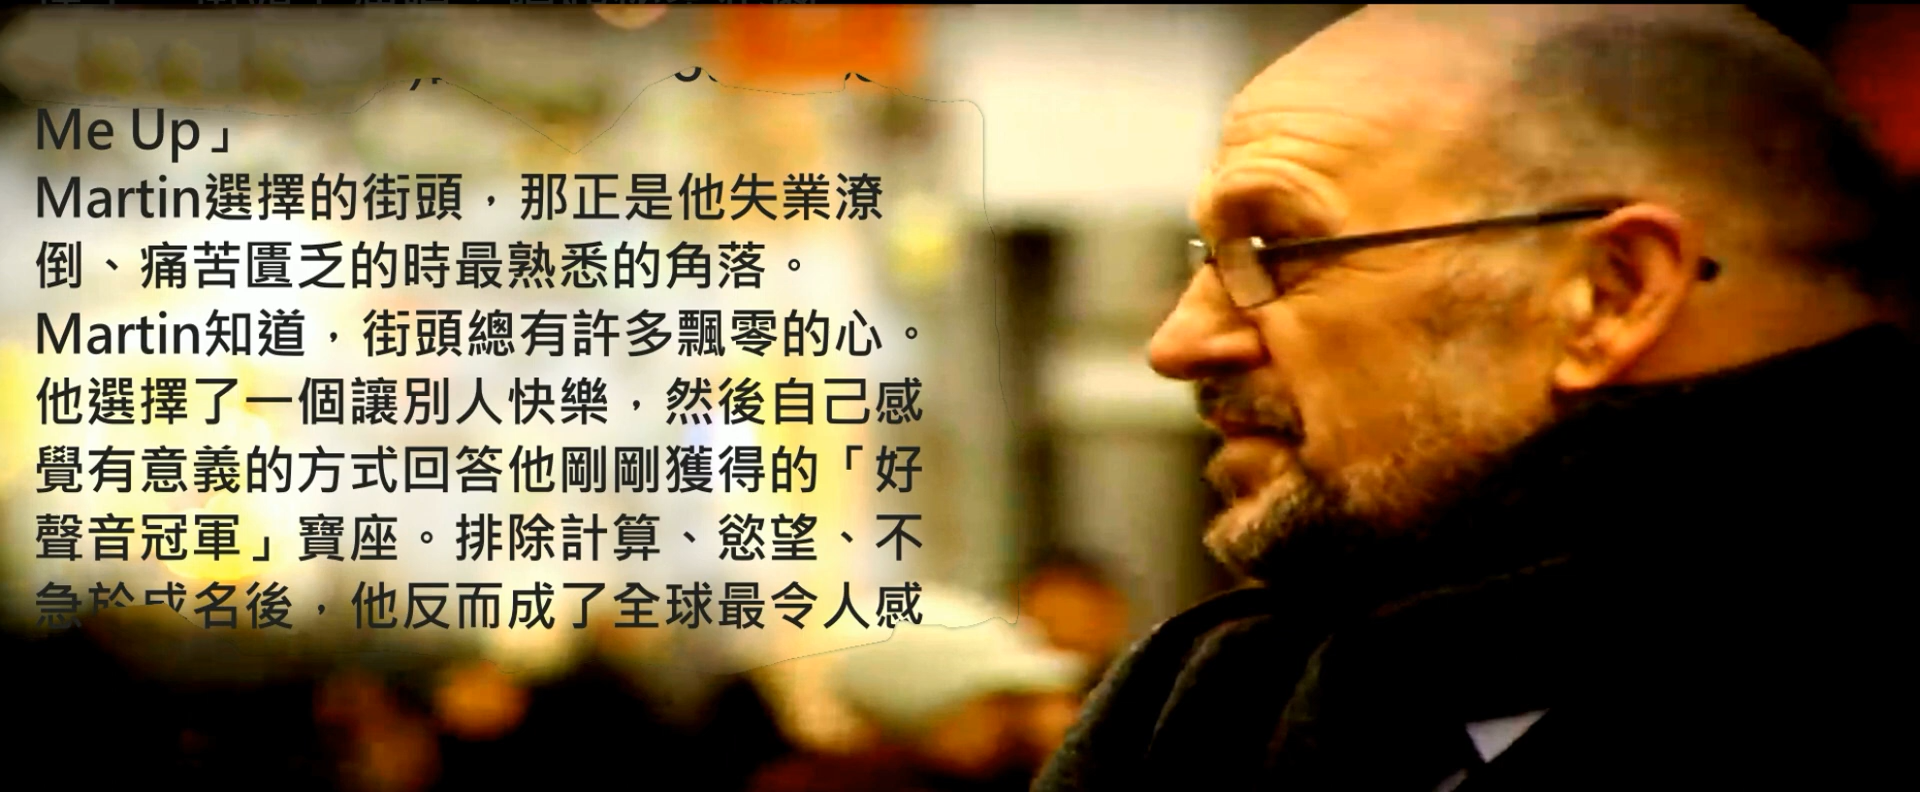 Me Up」
Martin選擇的街頭，那正是他失業潦
倒、痛苦匱乏的時最熟悉的角落。
Martin知道，街頭總有許多飄零的心。
他選擇了一個讓別人快樂，然後自己感
覺有意義的方式回答他剛剛獲得的「好
聲音冠軍」寶座。排除計算、慾望、不
急於成名後，他反而成了全球最令人感